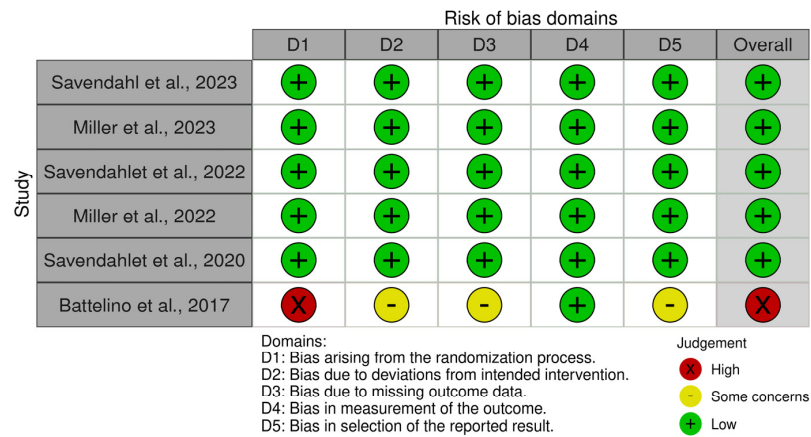 Risk of bias domains
D1 D2 D3 D4 D5 Overall
Study
Savendahl et al., 2023 + + + + + +
Miller et al., 2023 + + + + + +
Savendahlet et al., 2022 + + + + + +
Miller et al., 2022 + + + + + +
Savendahlet et al., 2020 + + + + + +
Battelino et al., 2017 X - - + - X
Domains:
D1: Bias arising from the randomization process.
D2: Bias due to deviations from intended intervention.
D3: Bias due to missing outcome data.
D4: Bias in measurement of the outcome.
D5: Bias in selection of the reported result.
Judgement
X High
- Some concerns
+ Low